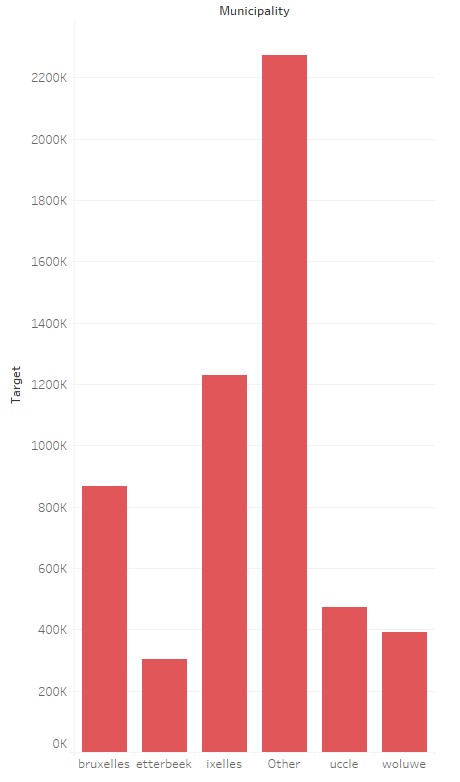 Municipality
2200K
2000K
1800K
1600K
1400K
Target
1200K
1000K
800K
600K
400K
200K
0K
bruxelles etterbeek ixelles Other uccle woluwe